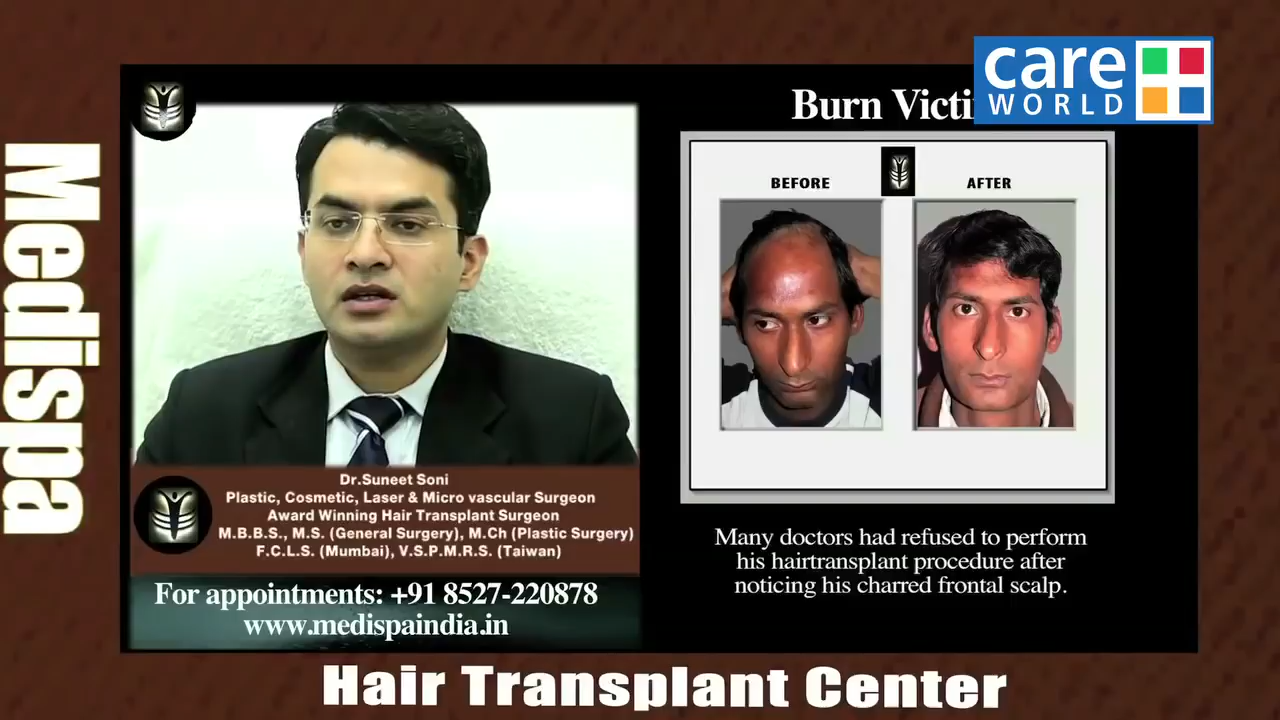 care
WORLD
Medispa
Burn Victi
BEFORE
AFTER
Dr.Suneet Soni
Plastic, Cosmetic, Laser & Micro vascular Surgeon
Award Winning Hair Transplant Surgeon
M.B.B.S., M.S. (General Surgery), M.Ch (Plastic Surgery)
F.C.L.S. (Mumbai), V.S.P.M.R.S. (Taiwan)
For appointments: +91 8527-220878
www.medispaindia.in
Many doctors had refused to perform
his hairtransplant procedure after
noticing his charred frontal scalp.
Hair Transplant Center